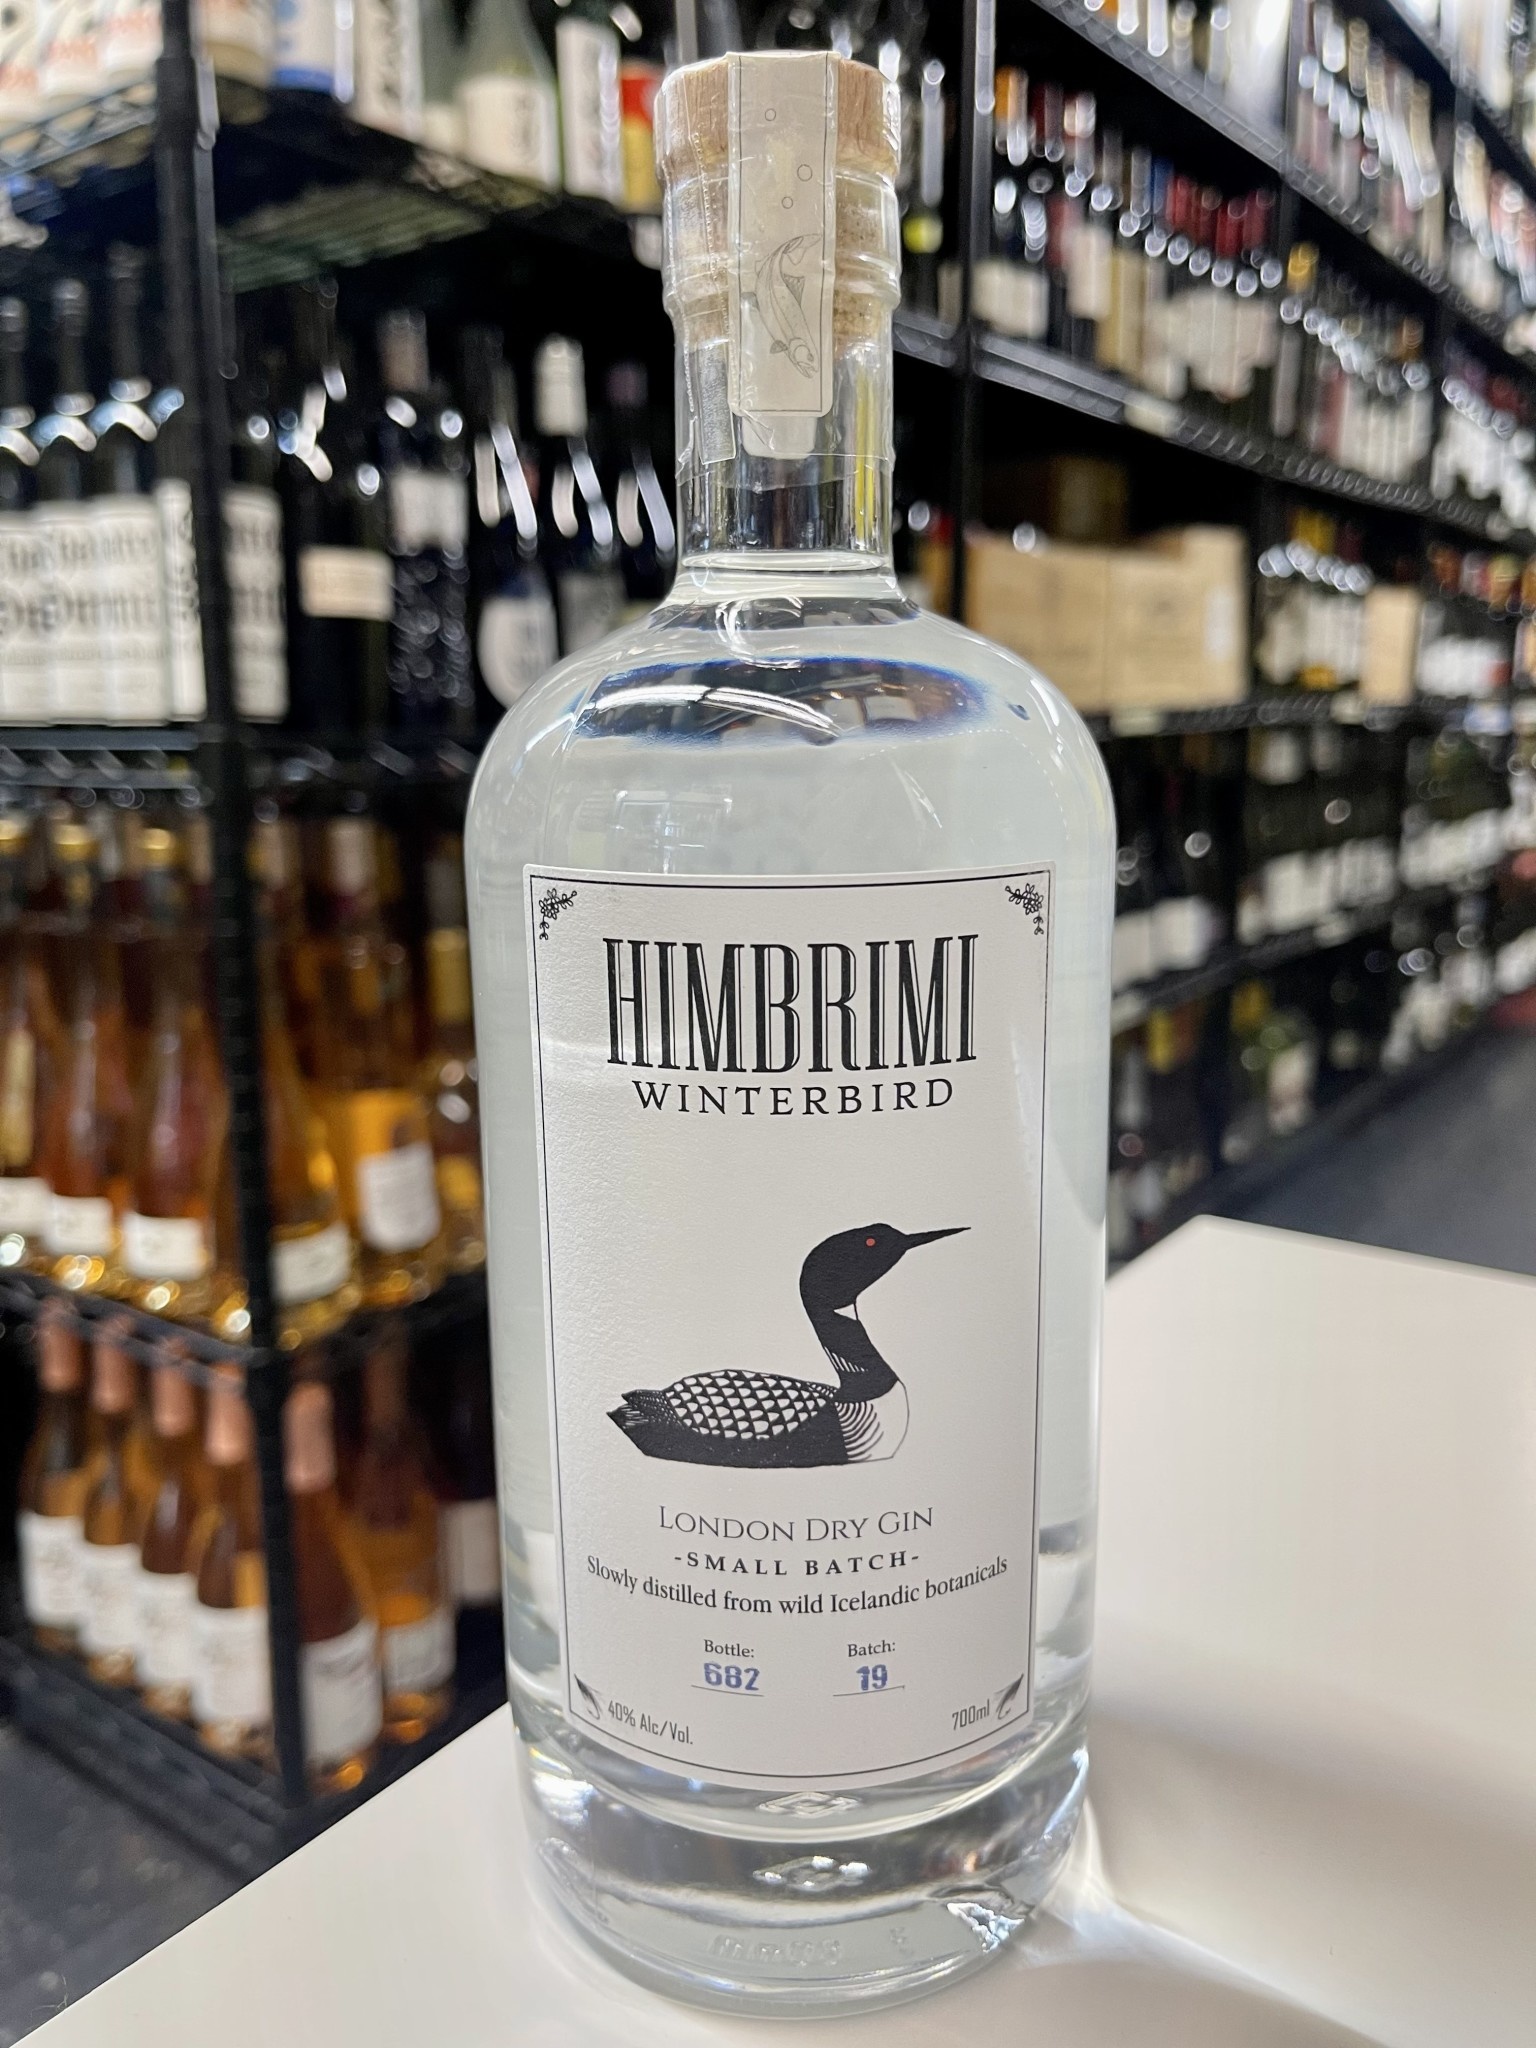 HIMBRIMI
WINTERBIRD
LONDON DRY GIN
-SMALL BATCH-
Slowly distilled from wild Icelandic botanicals
Bottle: Batch:
682 19
40% Alc/Vol. 700ml